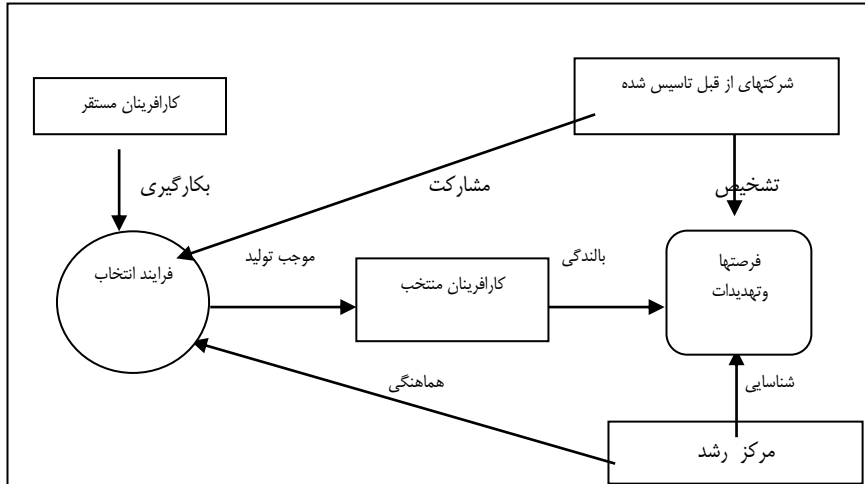 شرکتهای از قبل تاسیس شده
کارافرینان مستقر
تشخیص
مشارکت
بکارگیری
فرصتها
وتهدیدات
بالندگی
کارافرینان منتخب
موجب تولید
فرایند انتخاب
شناسایی
هماهنگی
مرکز رشد